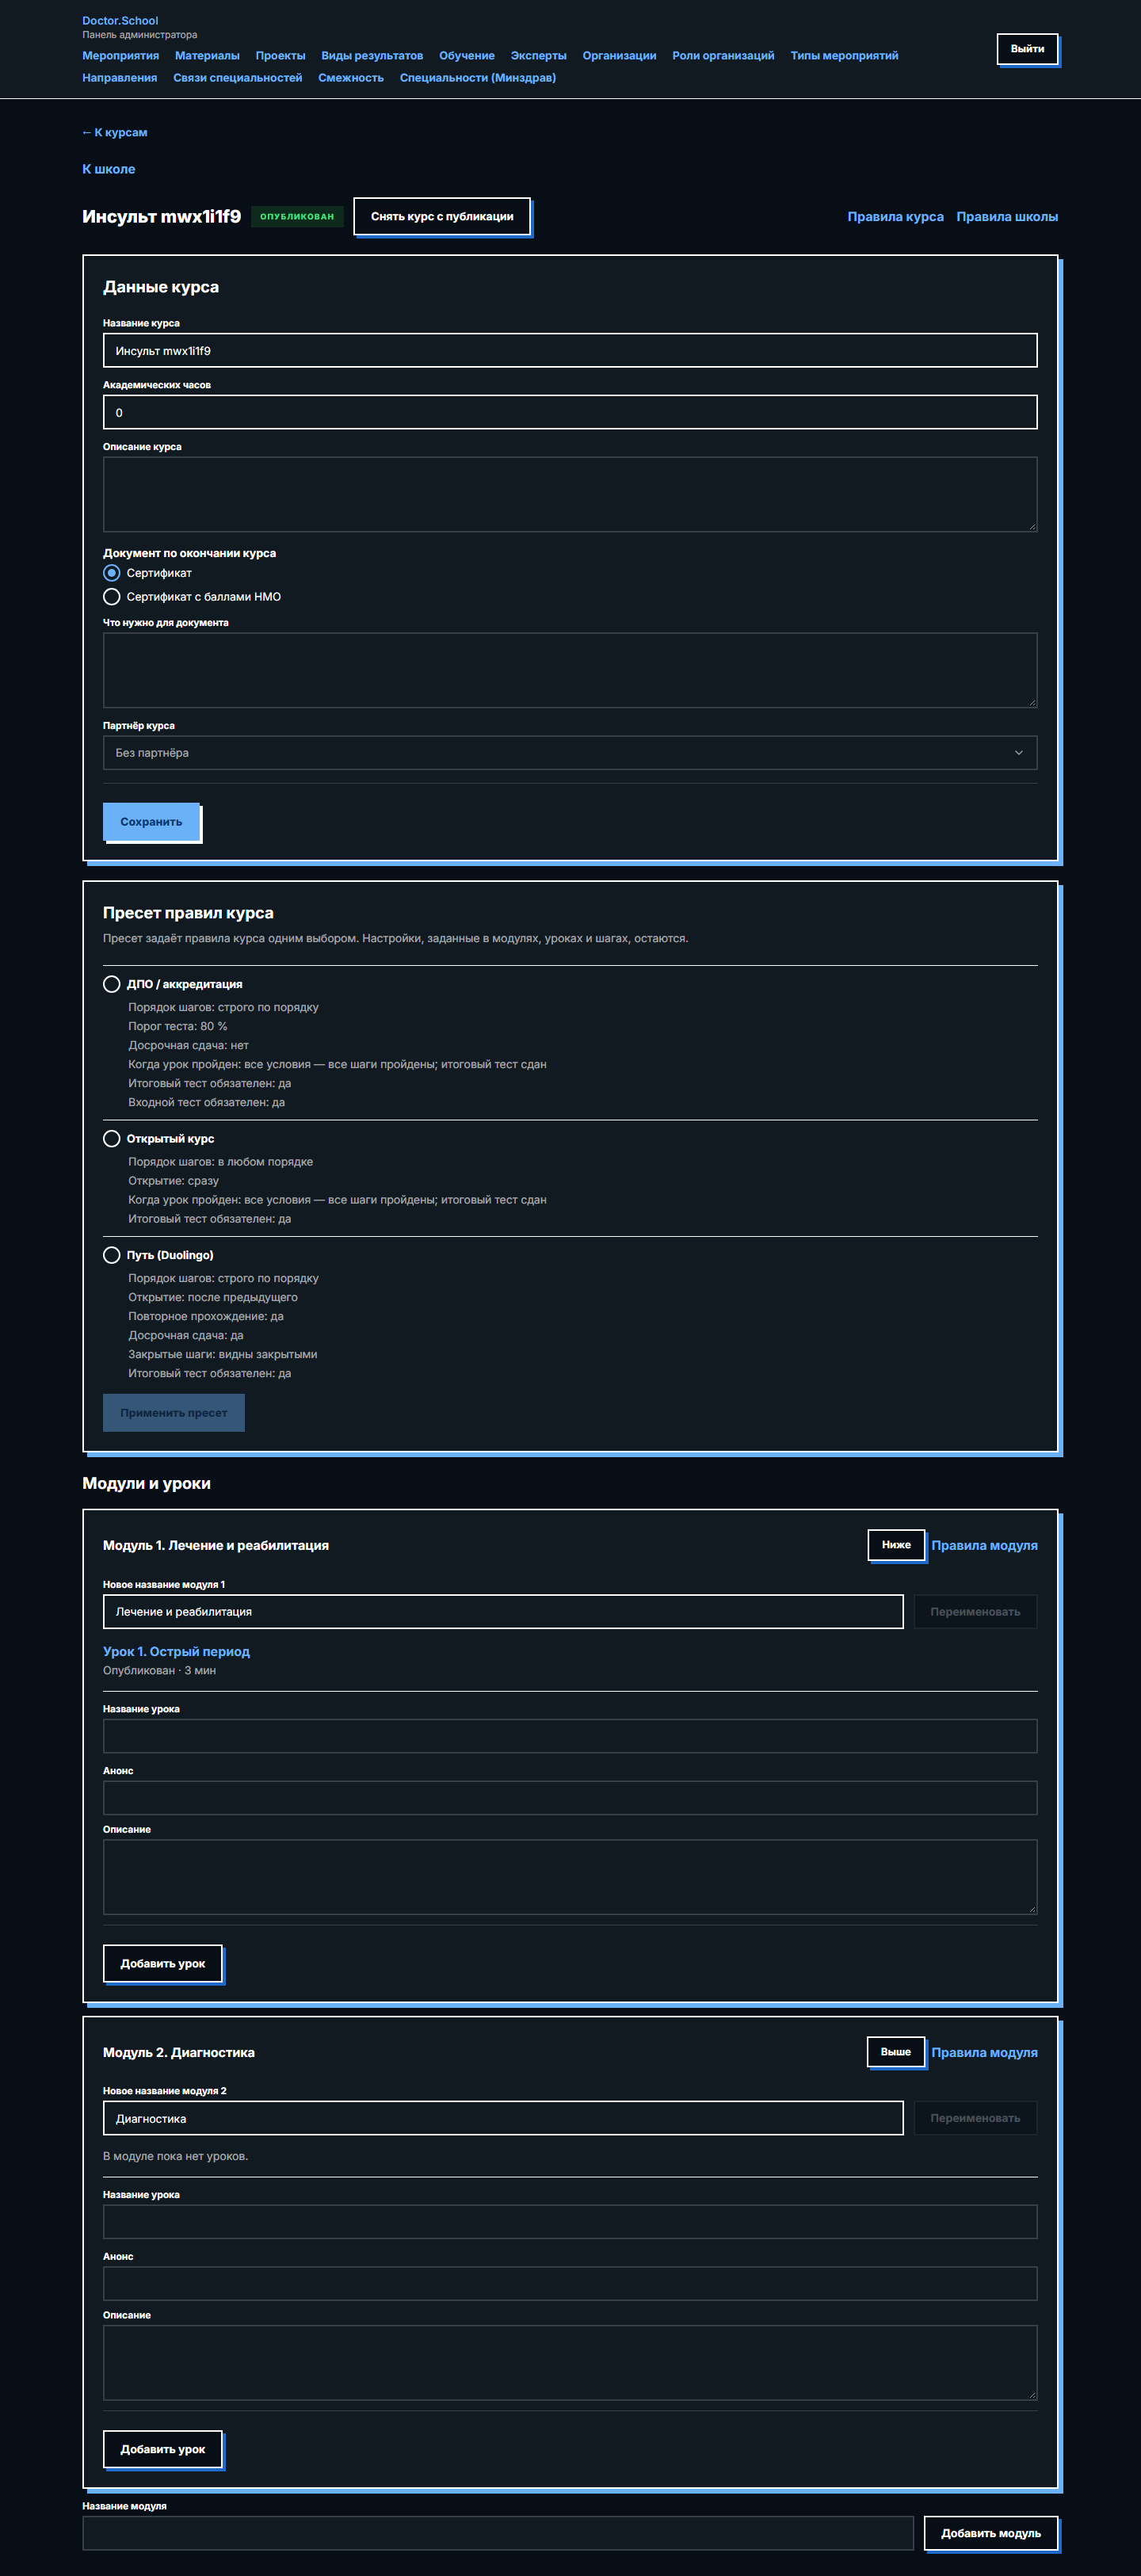 Doctor.School
Панель администратора
Мероприятия Материалы Проекты Виды результатов Обучение Эксперты Организации Роли организаций Типы мероприятий
Направления Связи специальностей Смежность Специальности (Минздрав)
Выйти
← К курсам
К школе
Инсульт mwx1i1f9 ОПУБЛИКОВАН Снять курс с публикации Правила курса Правила школы
Данные курса
Название курса
Инсульт mwx1i1f9
Академических часов
0
Описание курса
Документ по окончании курса
Сертификат
Сертификат с баллами НМО
Что нужно для документа
Партнёр курса
Без партнёра
Сохранить
Пресет правил курса
Пресет задаёт правила курса одним выбором. Настройки, заданные в модулях, уроках и шагах, остаются.
ДПО / аккредитация
Порядок шагов: строго по порядку
Порог теста: 80 %
Досрочная сдача: нет
Когда урок пройден: все условия — все шаги пройдены; итоговый тест сдан
Итоговый тест обязателен: да
Входной тест обязателен: да
Открытый курс
Порядок шагов: в любом порядке
Открытие: сразу
Когда урок пройден: все условия — все шаги пройдены; итоговый тест сдан
Итоговый тест обязателен: да
Путь (Duolingo)
Порядок шагов: строго по порядку
Открытие: после предыдущего
Повторное прохождение: да
Досрочная сдача: да
Закрытые шаги: видны закрытыми
Итоговый тест обязателен: да
Применить пресет
Модули и уроки
Модуль 1. Лечение и реабилитация Ниже Правила модуля
Новое название модуля 1
Лечение и реабилитация Переименовать
Урок 1. Острый период
Опубликован · 3 мин
Название урока
Анонс
Описание
Добавить урок
Модуль 2. Диагностика Выше Правила модуля
Новое название модуля 2
Диагностика Переименовать
В модуле пока нет уроков.
Название урока
Анонс
Описание
Добавить урок
Название модуля
Добавить модуль